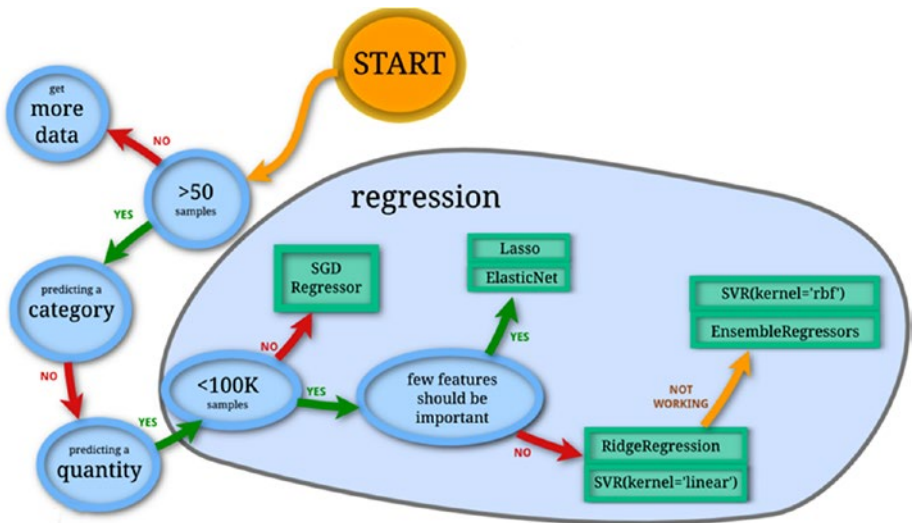 START
get
more
data
NO
>50
samples
YES
regression
predicting a
category
SGD
Regressor
Lasso
ElasticNet
SVR(kernel='rbf')
EnsembleRegressors
NO
NO
YES
<100K
samples
YES
few features
should be
important
NOT
WORKING
YES
predicting a
quantity
NO
RidgeRegression
SVR(kernel='linear')